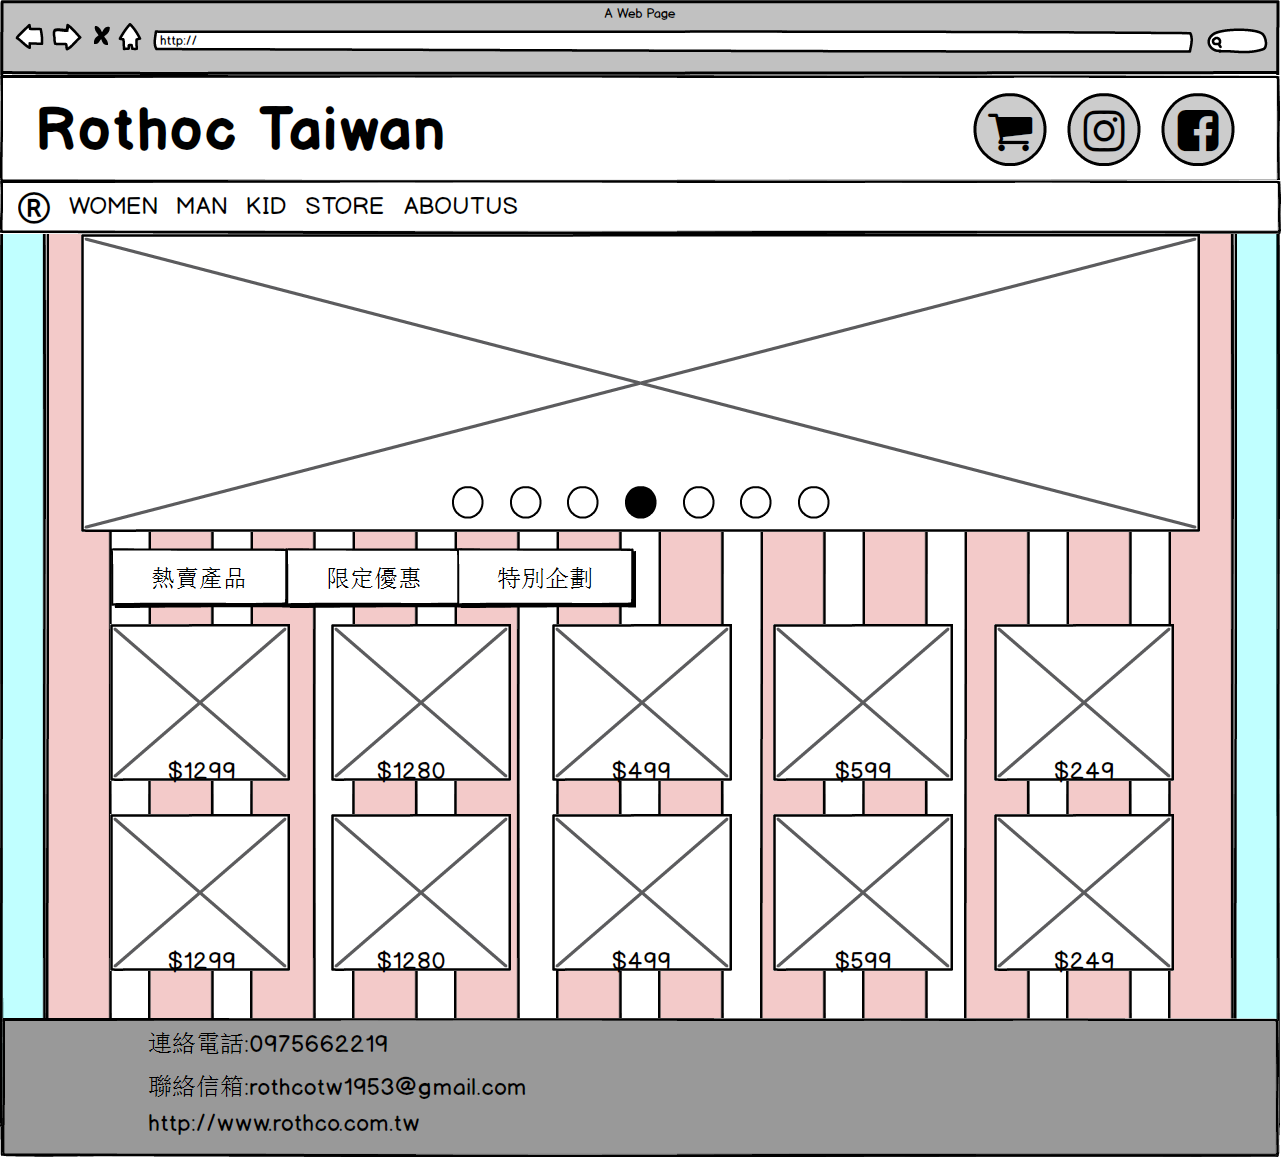 A Web Page
http://
Rothoc Taiwan
® WOMEN MAN KID STORE ABOUTUS
熱賣產品 限定優惠 特別企劃
$1299 $1280 $499 $599 $249
$1299 $1280 $499 $599 $249
連絡電話:0975662219
聯絡信箱:rothcotw1953@gmail.com
http://www.rothco.com.tw